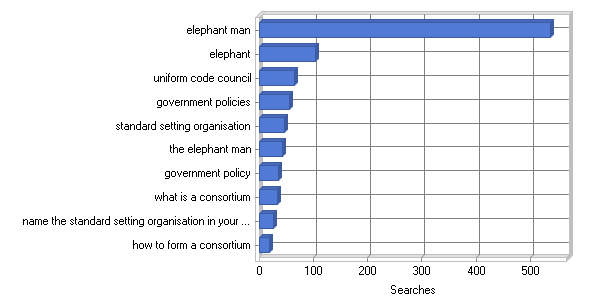 elephant man
elephant
uniform code council
government policies
standard setting organisation
the elephant man
government policy
what is a consortium
name the standard setting organisation in your ...
how to form a consortium
0 100 200 300 400 500
Searches